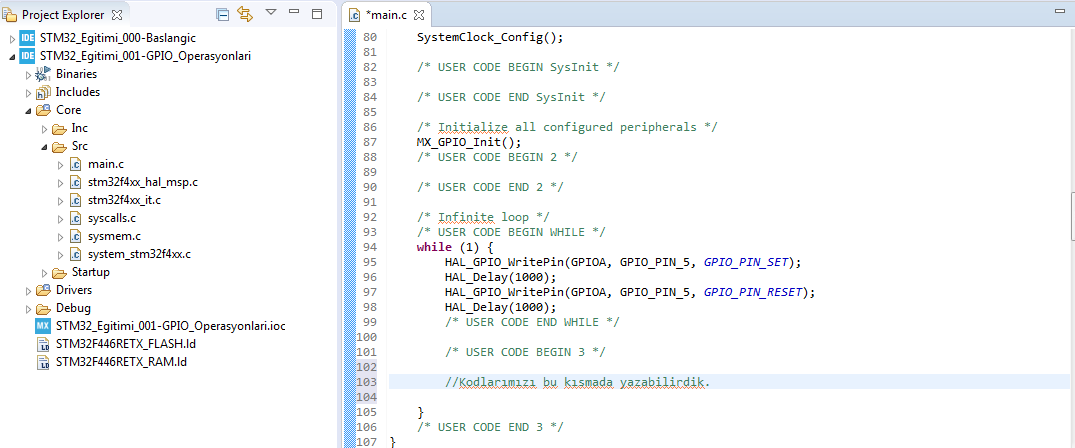 Project Explorer
STM32_Egitimi_000-Baslangic
STM32_Egitimi_001-GPIO_Operasyonlari
Binaries
Includes
Core
Inc
Src
main.c
stm32f4xx_hal_msp.c
stm32f4xx_it.c
syscalls.c
sysmem.c
system_stm32f4xx.c
Startup
Drivers
Debug
STM32_Egitimi_001-GPIO_Operasyonlari.ioc
STM32F446RETX_FLASH.ld
STM32F446RETX_RAM.ld
*main.c
80 SystemClock_Config();
81
82 /* USER CODE BEGIN SysInit */
83
84 /* USER CODE END SysInit */
85
86 /* Initialize all configured peripherals */
87 MX_GPIO_Init();
88 /* USER CODE BEGIN 2 */
89
90 /* USER CODE END 2 */
91
92 /* Infinite loop */
93 /* USER CODE BEGIN WHILE */
94 while (1) {
95 HAL_GPIO_WritePin(GPIOA, GPIO_PIN_5, GPIO_PIN_SET);
96 HAL_Delay(1000);
97 HAL_GPIO_WritePin(GPIOA, GPIO_PIN_5, GPIO_PIN_RESET);
98 HAL_Delay(1000);
99 /* USER CODE END WHILE */
100
101 /* USER CODE BEGIN 3 */
102
103 //Kodlarımızı bu kısmada yazabilirdik.
104
105 }
106 /* USER CODE END 3 */
107 }